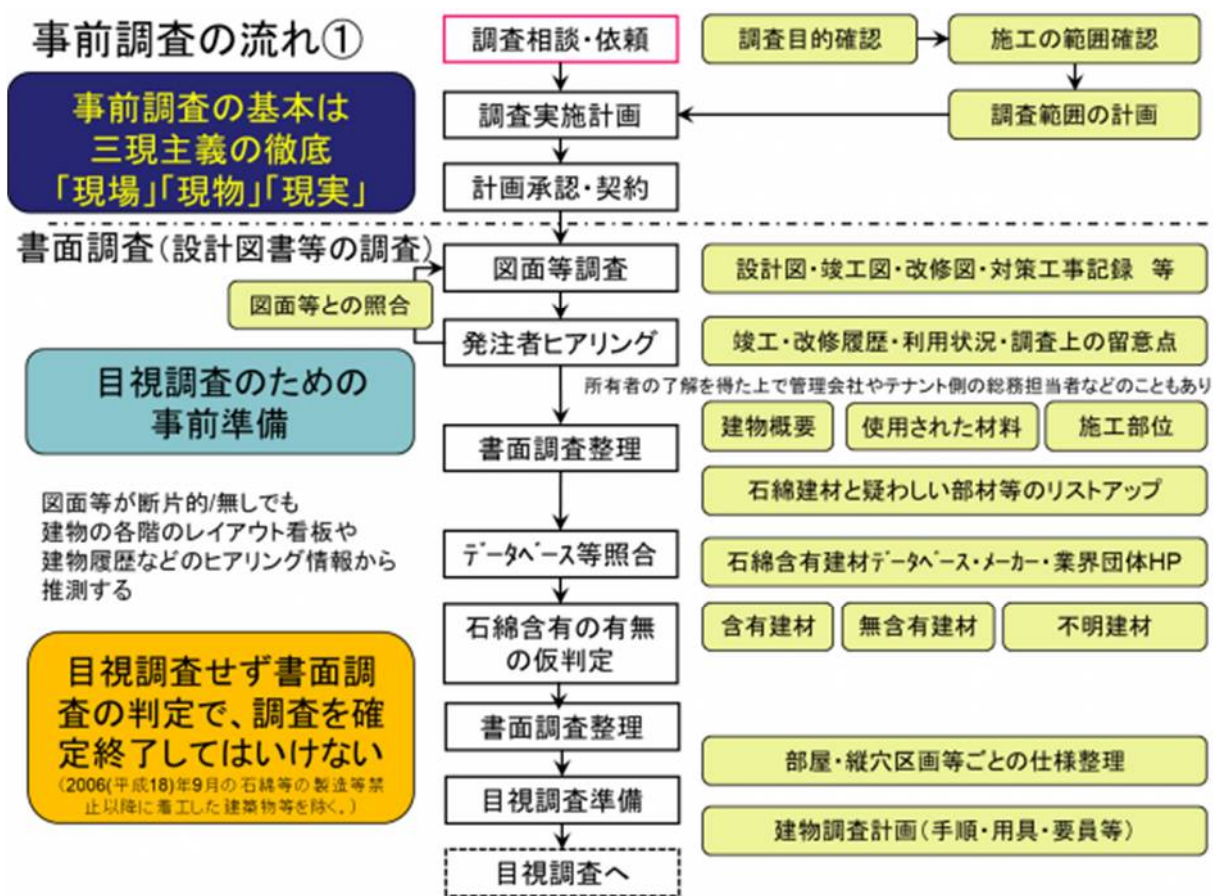 事前調査の流れ①
調査相談・依頼
調査目的確認
施工の範囲確認
事前調査の基本は
三現主義の徹底
「現場」「現物」「現実」
調査実施計画
調査範囲の計画
計画承認・契約
書面調査(設計図書等の調査)
図面等調査
設計図・竣工図・改修図・対策工事記録 等
図面等との照合
発注者ヒアリング
竣工・改修履歴・利用状況・調査上の留意点
所有者の了解を得た上で管理会社やテナント側の総務担当者などのこともあり
目視調査のための
事前準備
書面調査整理
建物概要
使用された材料
施工部位
石綿建材と疑わしい部材等のリストアップ
図面等が断片的/無しでも
建物の各階のレイアウト看板や
建物履歴などのヒアリング情報から
推測する
データベース等照合
石綿含有建材データベース・メーカー・業界団体HP
石綿含有の有無
の仮判定
含有建材
無含有建材
不明建材
目視調査せず書面調
査の判定で、調査を確
定終了してはいけない
(2006(平成18)年9月の石綿等の製造等禁
止以降に着工した建築物等を除く。)
書面調査整理
部屋・縦穴区画等ごとの仕様整理
目視調査準備
建物調査計画(手順・用具・要員等)
目視調査へ